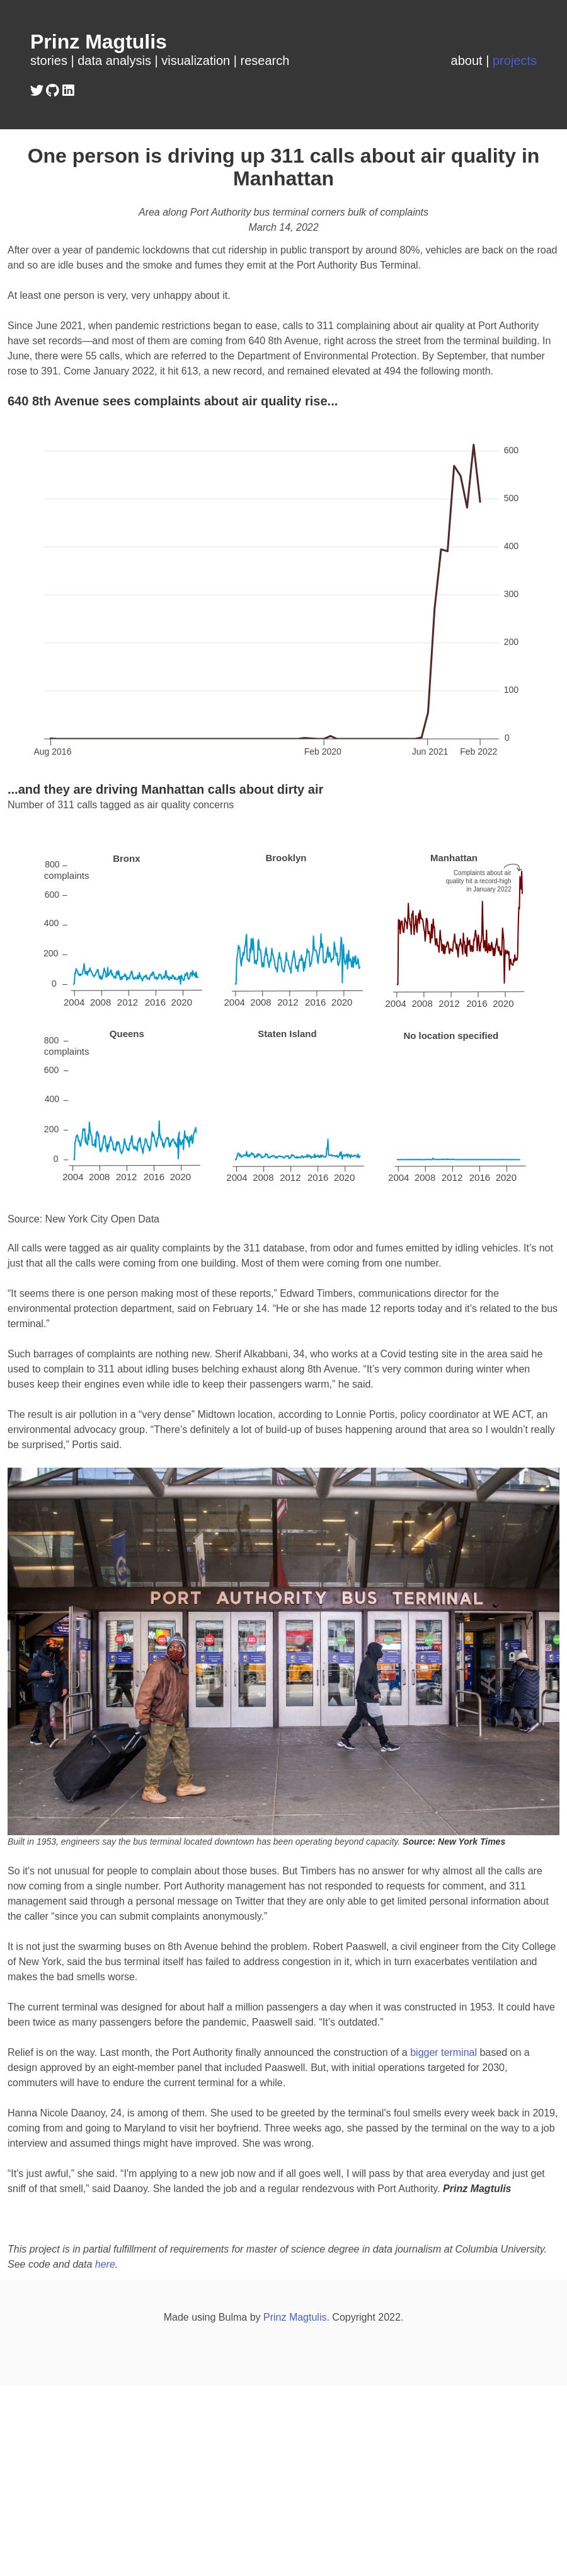 Prinz Magtulis
stories | data analysis | visualization | research
about | projects
One person is driving up 311 calls about air quality in
Manhattan
Area along Port Authority bus terminal corners bulk of complaints
March 14, 2022
After over a year of pandemic lockdowns that cut ridership in public transport by around 80%, vehicles are back on the road
and so are idle buses and the smoke and fumes they emit at the Port Authority Bus Terminal.
At least one person is very, very unhappy about it.
Since June 2021, when pandemic restrictions began to ease, calls to 311 complaining about air quality at Port Authority
have set records—and most of them are coming from 640 8th Avenue, right across the street from the terminal building. In
June, there were 55 calls, which are referred to the Department of Environmental Protection. By September, that number
rose to 391. Come January 2022, it hit 613, a new record, and remained elevated at 494 the following month.
640 8th Avenue sees complaints about air quality rise...
600
500
400
300
200
100
0
Aug 2016
Feb 2020
Jun 2021
Feb 2022
...and they are driving Manhattan calls about dirty air
Number of 311 calls tagged as air quality concerns
Bronx
800
complaints
600
400
200
0
2004 2008 2012 2016 2020
Brooklyn
2004 2008 2012 2016 2020
Manhattan
Complaints about air
quality hit a record-high
in January 2022
2004 2008 2012 2016 2020
Queens
800
complaints
600
400
200
0
2004 2008 2012 2016 2020
Staten Island
2004 2008 2012 2016 2020
No location specified
2004 2008 2012 2016 2020
Source: New York City Open Data
All calls were tagged as air quality complaints by the 311 database, from odor and fumes emitted by idling vehicles. It’s not
just that all the calls were coming from one building. Most of them were coming from one number.
“It seems there is one person making most of these reports,” Edward Timbers, communications director for the
environmental protection department, said on February 14. “He or she has made 12 reports today and it’s related to the bus
terminal.”
Such barrages of complaints are nothing new. Sherif Alkabbani, 34, who works at a Covid testing site in the area said he
used to complain to 311 about idling buses belching exhaust along 8th Avenue. “It’s very common during winter when
buses keep their engines even while idle to keep their passengers warm,” he said.
The result is air pollution in a “very dense” Midtown location, according to Lonnie Portis, policy coordinator at WE ACT, an
environmental advocacy group. “There’s definitely a lot of build-up of buses happening around that area so I wouldn’t really
be surprised,” Portis said.
PORT AUTHORITY BUS TERMINAL
Built in 1953, engineers say the bus terminal located downtown has been operating beyond capacity. Source: New York Times
So it's not unusual for people to complain about those buses. But Timbers has no answer for why almost all the calls are
now coming from a single number. Port Authority management has not responded to requests for comment, and 311
management said through a personal message on Twitter that they are only able to get limited personal information about
the caller “since you can submit complaints anonymously.”
It is not just the swarming buses on 8th Avenue behind the problem. Robert Paaswell, a civil engineer from the City College
of New York, said the bus terminal itself has failed to address congestion in it, which in turn exacerbates ventilation and
makes the bad smells worse.
The current terminal was designed for about half a million passengers a day when it was constructed in 1953. It could have
been twice as many passengers before the pandemic, Paaswell said. “It’s outdated.”
Relief is on the way. Last month, the Port Authority finally announced the construction of a bigger terminal based on a
design approved by an eight-member panel that included Paaswell. But, with initial operations targeted for 2030,
commuters will have to endure the current terminal for a while.
Hanna Nicole Daanoy, 24, is among of them. She used to be greeted by the terminal's foul smells every week back in 2019,
coming from and going to Maryland to visit her boyfriend. Three weeks ago, she passed by the terminal on the way to a job
interview and assumed things might have improved. She was wrong.
“It's just awful,” she said. “I'm applying to a new job now and if all goes well, I will pass by that area everyday and just get
sniff of that smell,” said Daanoy. She landed the job and a regular rendezvous with Port Authority. Prinz Magtulis
This project is in partial fulfillment of requirements for master of science degree in data journalism at Columbia University.
See code and data here.
Made using Bulma by Prinz Magtulis. Copyright 2022.